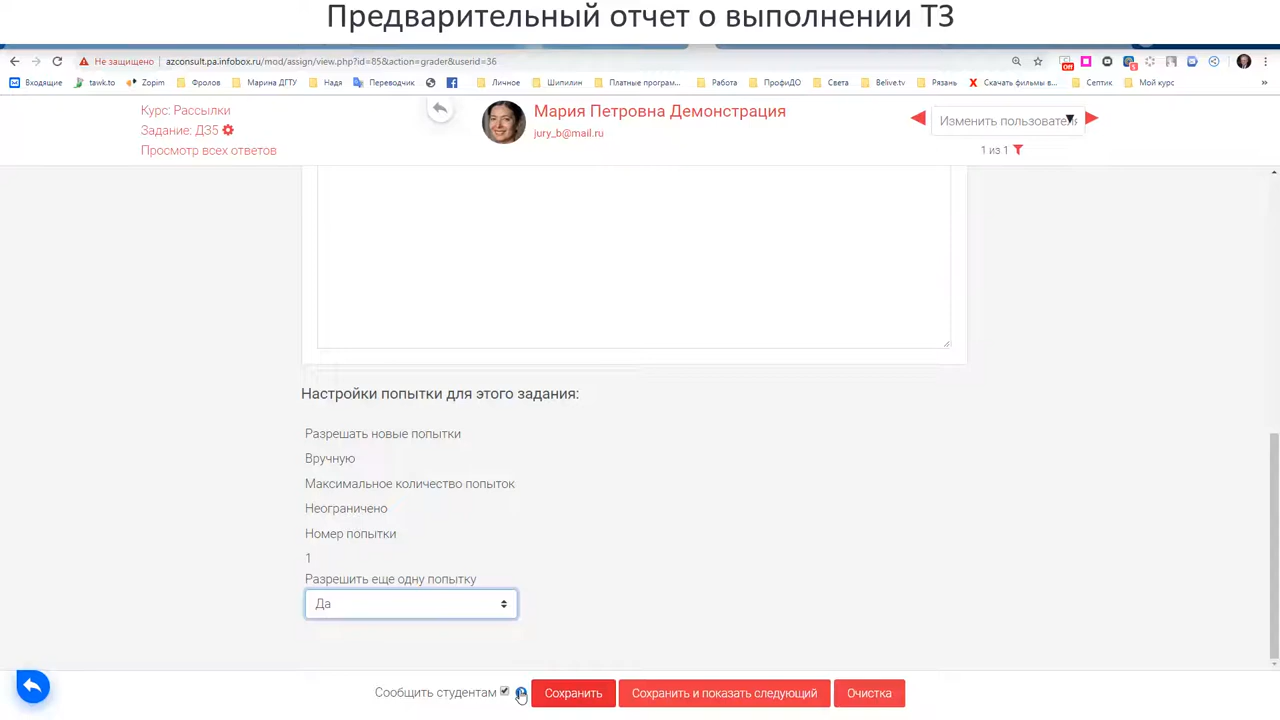 Предварительный отчет о выполнении ТЗ
Не защищено azconsult.pa.infobox.ru/mod/assign/view.php?id=85&action=grader&userid=36
Входящие tawk.to Zopim Фролов Марина ДГТУ Надя Переводчик Личное Шипилин Платные програм... Работа ПрофиДО Света Belive.tv Рязань Скачать фильмы в... Септик Мой курс
Off
Курс: Рассылки
Задание: ДЗ5
Просмотр всех ответов
Мария Петровна Демонстрация
jury_b@mail.ru
Изменить пользовател
1 из 1
Настройки попытки для этого задания:
Разрешать новые попытки
Вручную
Максимальное количество попыток
Неограничено
Номер попытки
1
Разрешить еще одну попытку
Да
Сообщить студентам Сохранить Сохранить и показать следующий Очистка